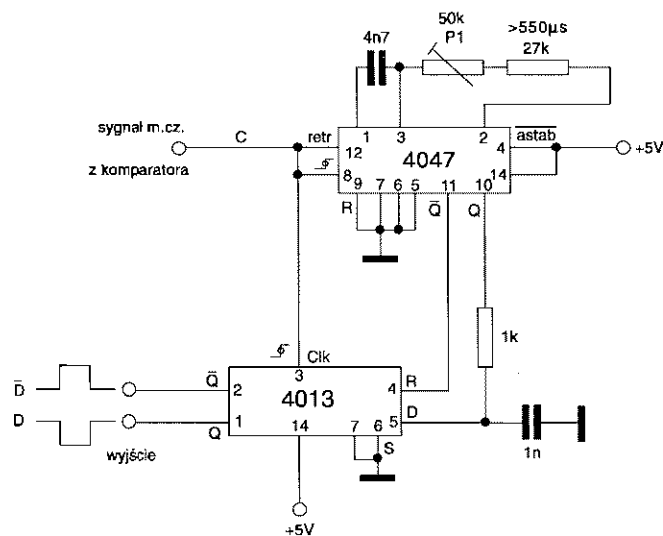 50k
P1
>550µs
27k
4n7
sygnał m.cz.
C
retr
z komparatora
1
3
2
12
4
astab
+5V
4047
8
14
9
7
6
5
11
10
R
Q
Q
1k
Clk
3
D
Q
2
4
R
4013
D
Q
1
14
7
6
5
D
S
wyjście
1n
+5V